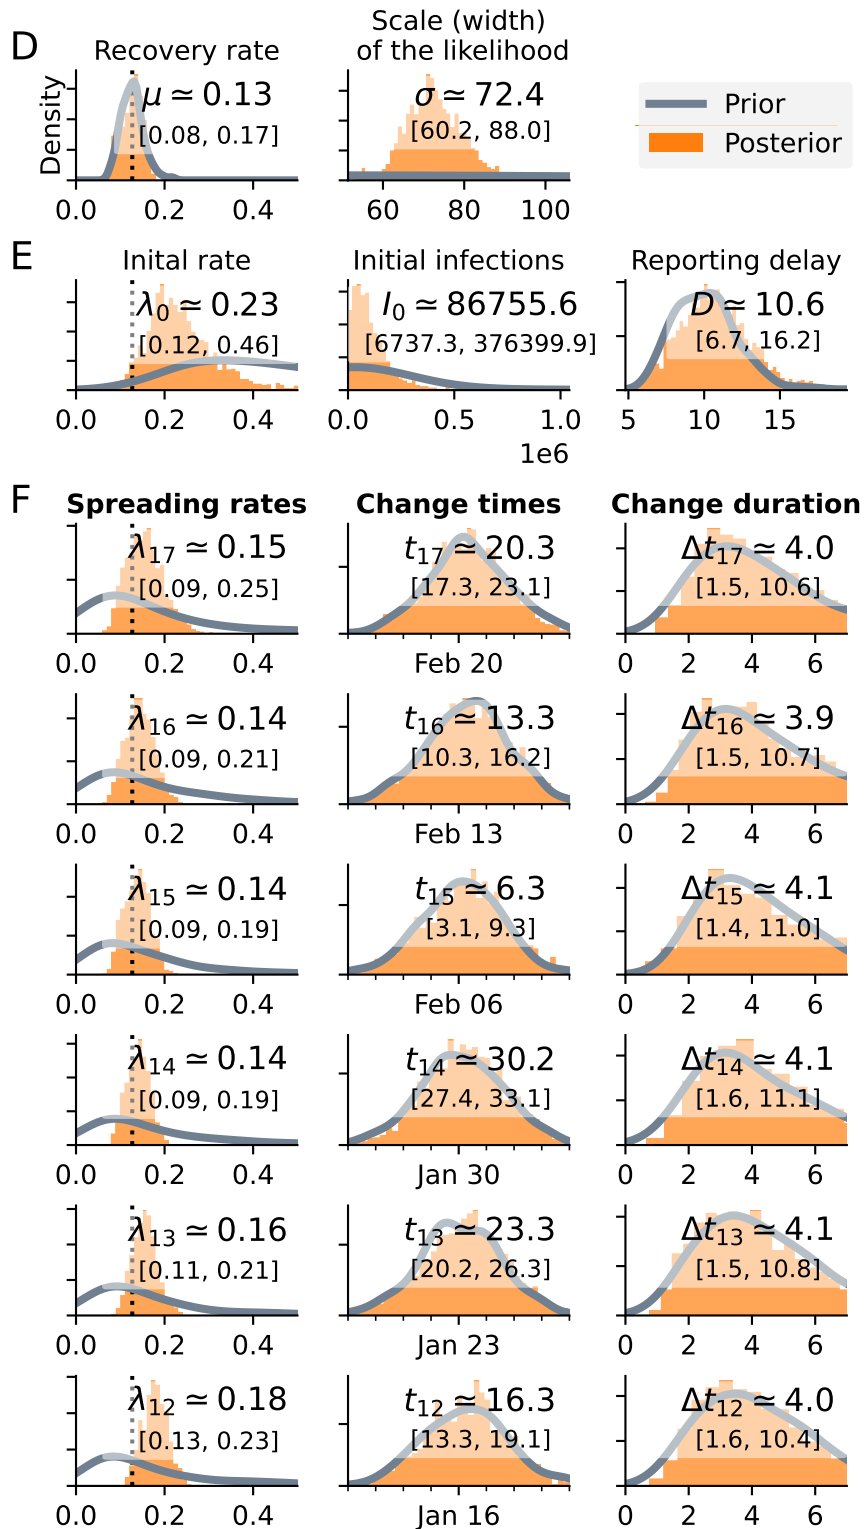 D
Recovery rate
Density
μ ≃ 0.13
[0.08, 0.17]
0.0 0.2 0.4
Scale (width)
of the likelihood
σ ≃ 72.4
[60.2, 88.0]
60 80 100
Prior
Posterior
E
Inital rate
λ0 ≃ 0.23
[0.12, 0.46]
0.0 0.2 0.4
Initial infections
I0 ≃ 86755.6
[6737.3, 376399.9]
0.0 0.5 1.0
1e6
Reporting delay
D ≃ 10.6
[6.7, 16.2]
5 10 15
F
Spreading rates Change times Change duration
λ17 ≃ 0.15 t17 ≃ 20.3 Δt17 ≃ 4.0
[0.09, 0.25] [17.3, 23.1] [1.5, 10.6]
0.0 0.2 0.4 Feb 20 0 2 4 6
λ16 ≃ 0.14 t16 ≃ 13.3 Δt16 ≃ 3.9
[0.09, 0.21] [10.3, 16.2] [1.5, 10.7]
0.0 0.2 0.4 Feb 13 0 2 4 6
λ15 ≃ 0.14 t15 ≃ 6.3 Δt15 ≃ 4.1
[0.09, 0.19] [3.1, 9.3] [1.4, 11.0]
0.0 0.2 0.4 Feb 06 0 2 4 6
λ14 ≃ 0.14 t14 ≃ 30.2 Δt14 ≃ 4.1
[0.09, 0.19] [27.4, 33.1] [1.6, 11.1]
0.0 0.2 0.4 Jan 30 0 2 4 6
λ13 ≃ 0.16 t13 ≃ 23.3 Δt13 ≃ 4.1
[0.11, 0.21] [20.2, 26.3] [1.5, 10.8]
0.0 0.2 0.4 Jan 23 0 2 4 6
λ12 ≃ 0.18 t12 ≃ 16.3 Δt12 ≃ 4.0
[0.13, 0.23] [13.3, 19.1] [1.6, 10.4]
0.0 0.2 0.4 Jan 16 0 2 4 6